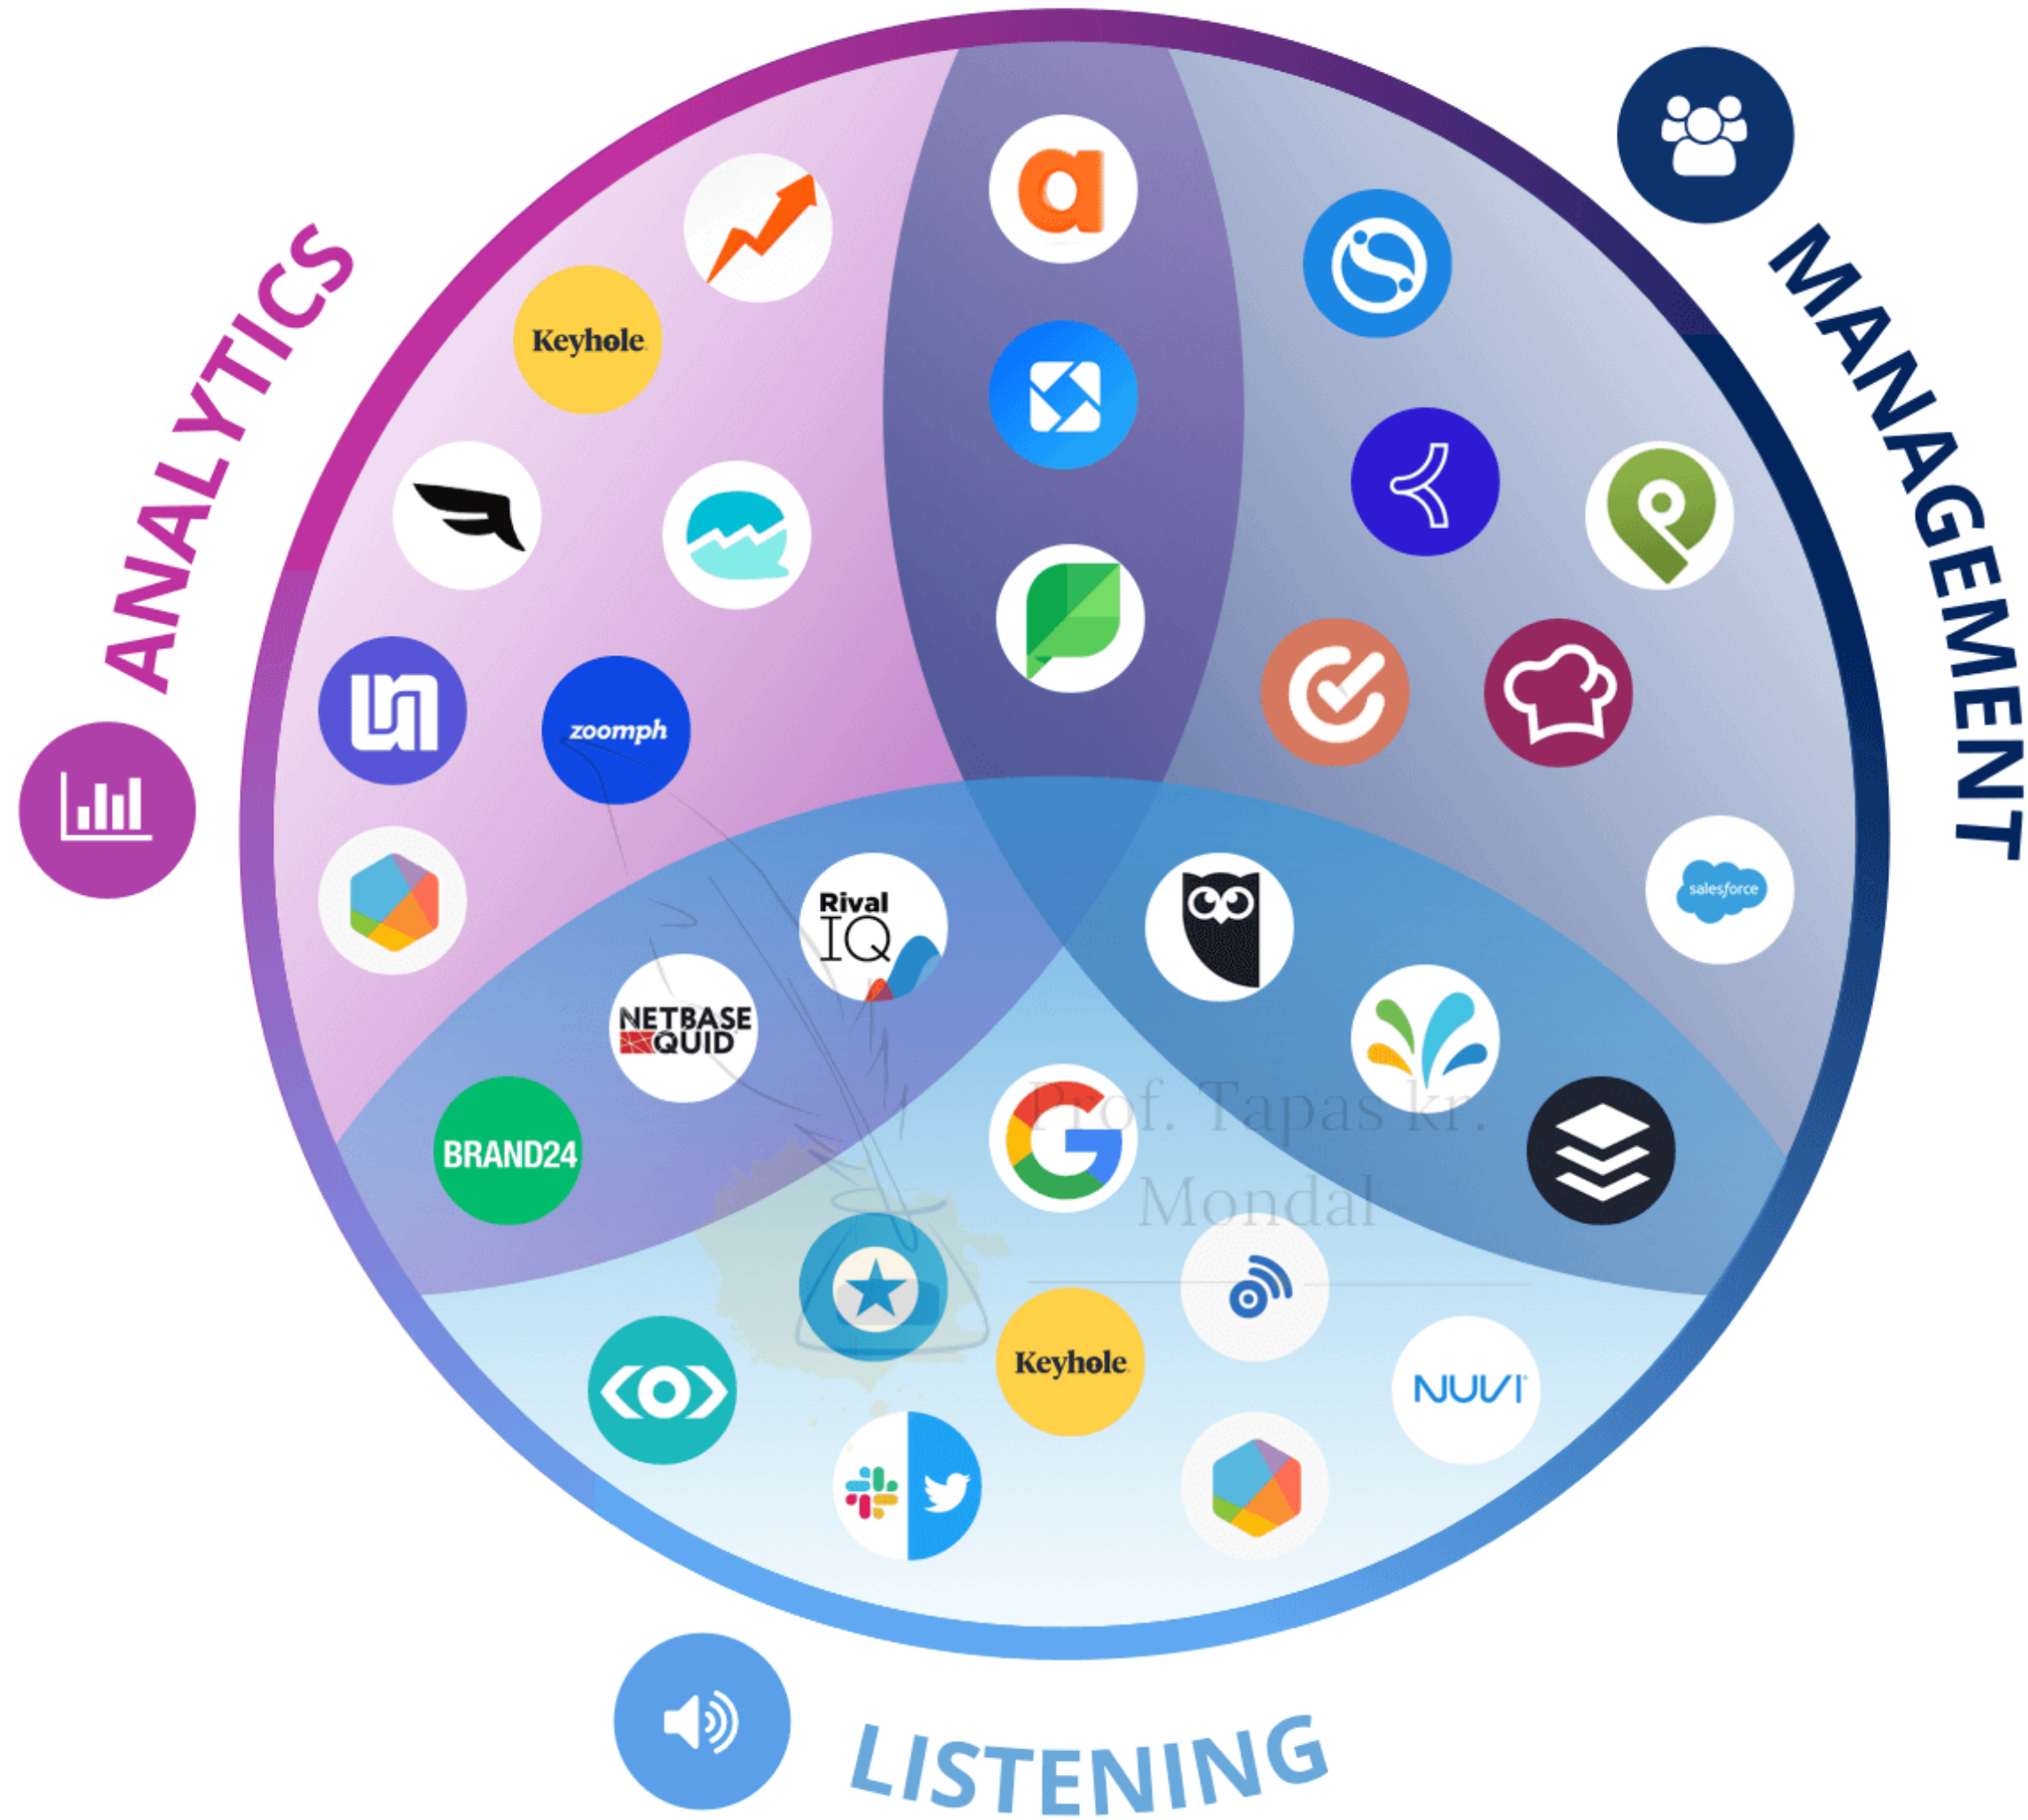 ANALYTICS
MANAGEMENT
Keyhole
zoomph
salesforce
Rival
IQ
NETBASE
QUID
BRAND24
Prof. Tapas kr.
Mondal
Keyhole
NUVI
LISTENING